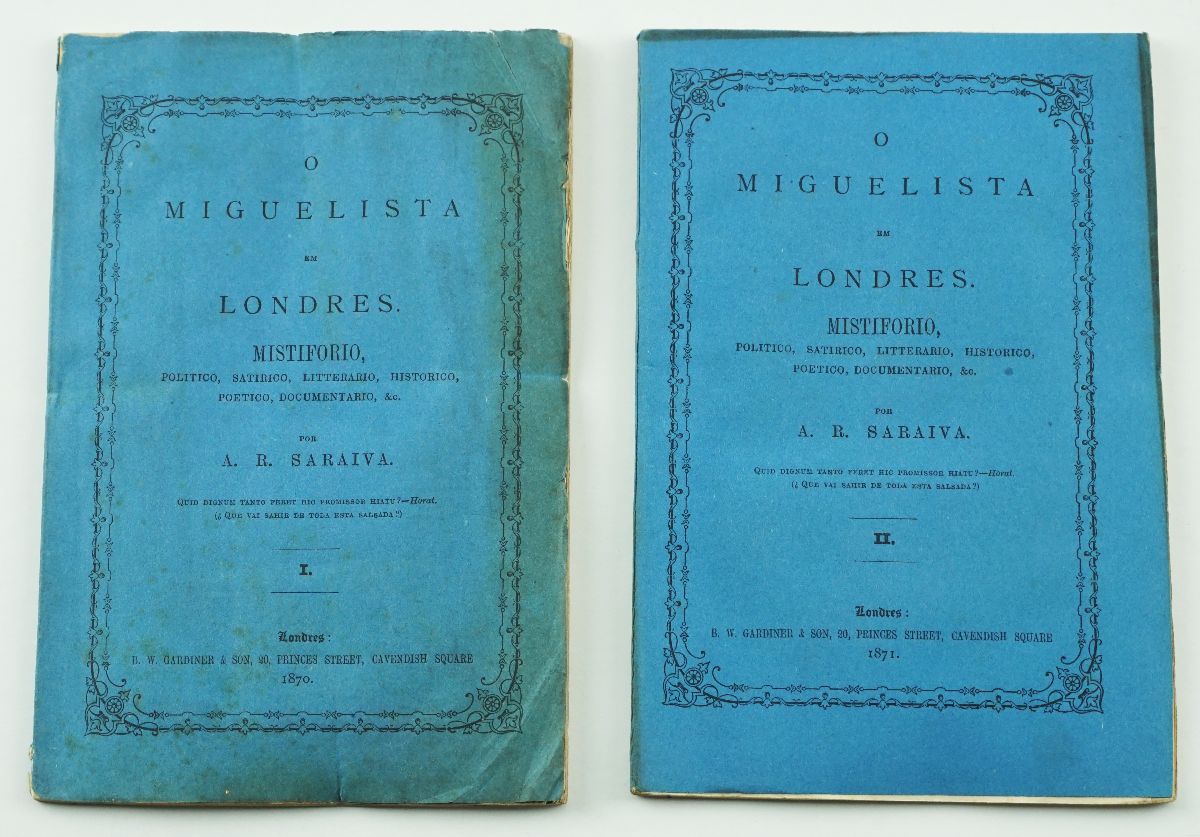 O
MIGUELISTA
EM
LONDRES.
MISTIFORIO,
POLITICO, SATIRICO, LITTERARIO, HISTORICO,
POETICO, DOCUMENTARIO, &c.
POR
A. R. SARAIVA.
QUID DIGNUM TANTO FERET HIC PROMISSOR HIATU?—Horat.
(¿ QUE VAI SAHIR DE TODA ESTA SALSADA?)
I.
Londres:
B. W. GARDINER & SON, 20, PRINCES STREET, CAVENDISH SQUARE
1870.
O
MIGUELISTA
EM
LONDRES.
MISTIFORIO,
POLITICO, SATIRICO, LITTERARIO, HISTORICO,
POETICO, DOCUMENTARIO, &c.
POR
A. R. SARAIVA.
QUID DIGNUM TANTO FERET HIC PROMISSOR HIATU?—Horat.
(¿ QUE VAI SAHIR DE TODA ESTA SALSADA?)
II.
Londres:
B. W. GARDINER & SON, 20, PRINCES STREET, CAVENDISH SQUARE
1871.